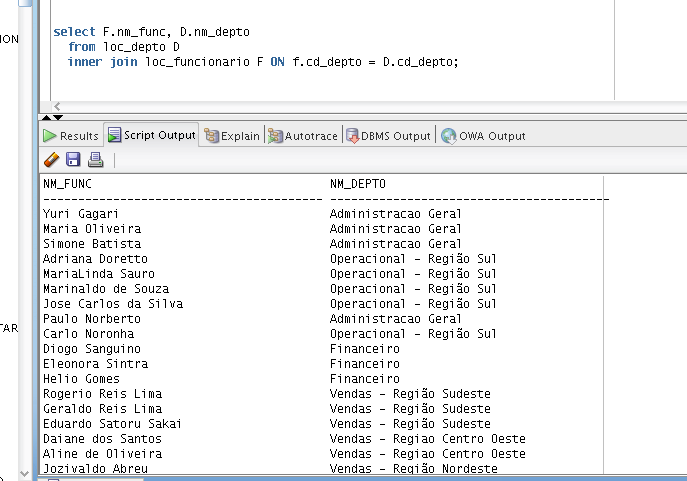 ION
TAR
select F.nm_func, D.nm_depto
from loc_depto D
inner join loc_funcionario F ON f.cd_depto = D.cd_depto;
Results Script Output Explain Autotrace DBMS Output OWA Output
NM_FUNC NM_DEPTO
---------------------------------------- ----------------------------------------
Yuri Gagari Administracao Geral
Maria Oliveira Administracao Geral
Simone Batista Administracao Geral
Adriana Doretto Operacional - Região Sul
MariaLinda Sauro Operacional - Região Sul
Marinaldo de Souza Operacional - Região Sul
Jose Carlos da Silva Operacional - Região Sul
Paulo Norberto Administracao Geral
Carlo Noronha Operacional - Região Sul
Diogo Sanguino Financeiro
Eleonora Sintra Financeiro
Helio Gomes Financeiro
Rogerio Reis Lima Vendas - Região Sudeste
Geraldo Reis Lima Vendas - Região Sudeste
Eduardo Satoru Sakai Vendas - Região Sudeste
Daiane dos Santos Vendas - Regiao Centro Oeste
Aline de Oliveira Vendas - Regiao Centro Oeste
Jozivaldo Abreu Vendas - Região Nordeste